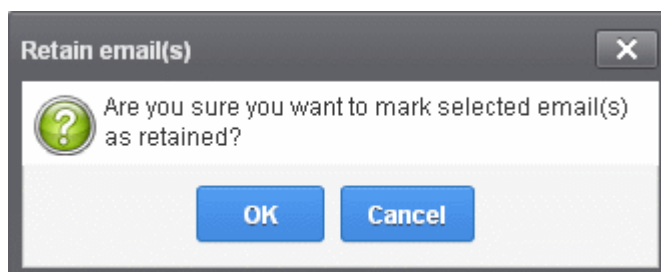 Retain email(s)
Are you sure you want to mark selected email(s)
as retained?
OK
Cancel